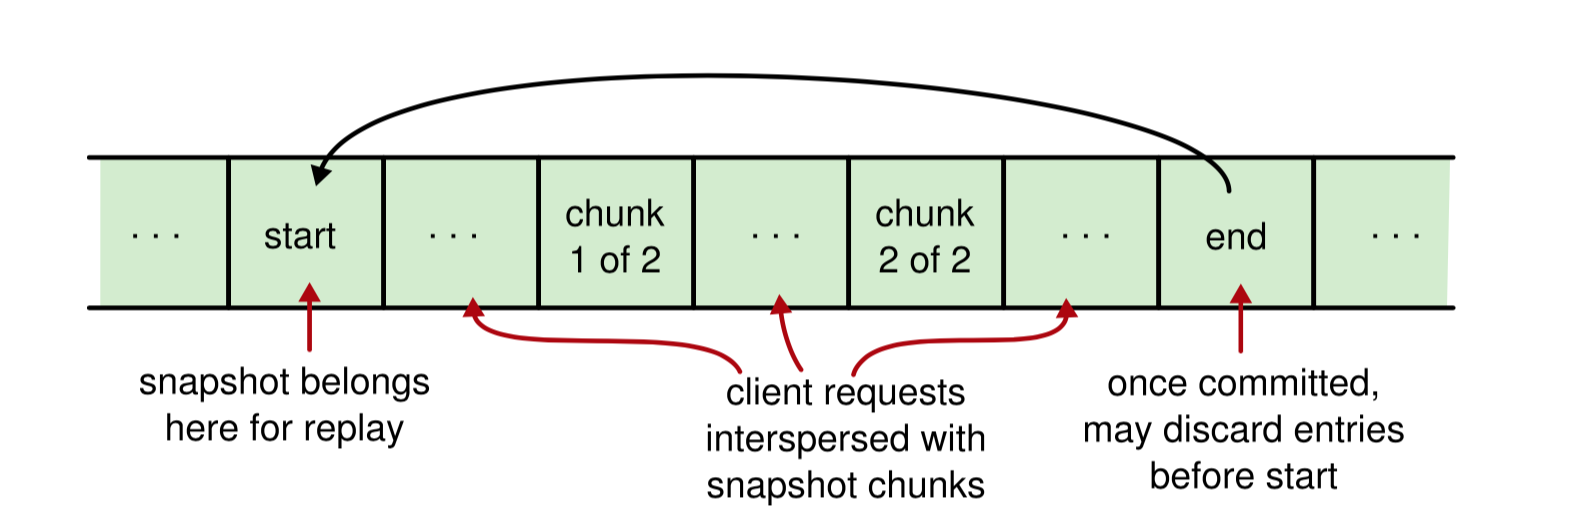 . . .
start
. . .
chunk
1 of 2
. . .
chunk
2 of 2
. . .
end
. . .
snapshot belongs
here for replay
client requests
interspersed with
snapshot chunks
once committed,
may discard entries
before start